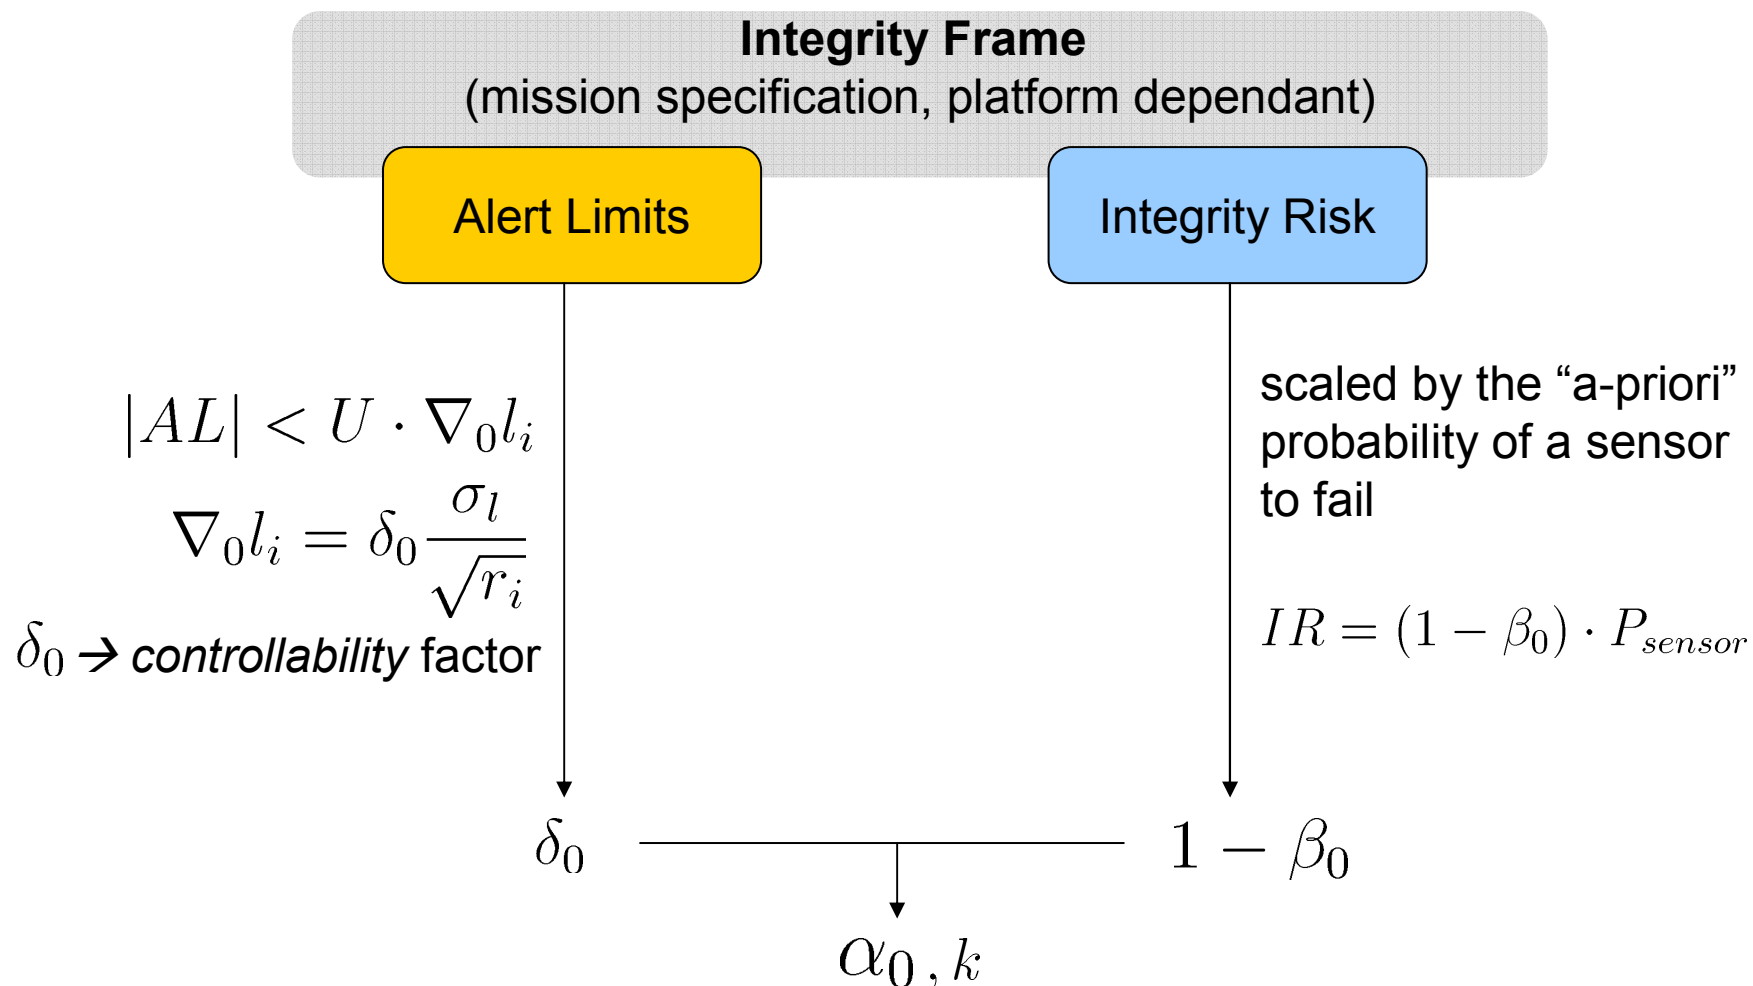 Integrity Frame
(mission specification, platform dependant)
Alert Limits
Integrity Risk
|AL| < U · ∇₀lᵢ
∇₀lᵢ = δ₀ σₗ/√rᵢ
δ₀ → controllability factor
scaled by the “a-priori”
probability of a sensor
to fail
IR = (1 − β₀) · P_sensor
δ₀
1 − β₀
α₀, k